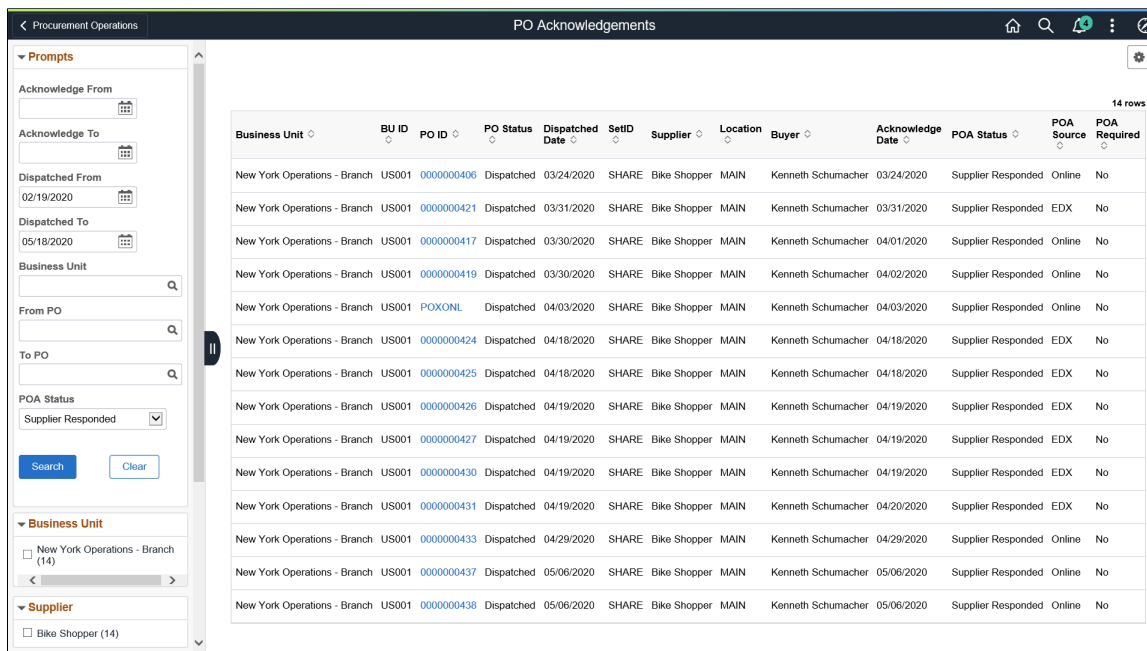 Procurement Operations
PO Acknowledgements
4
Prompts
Acknowledge From
Acknowledge To
Dispatched From
02/19/2020
Dispatched To
05/18/2020
Business Unit
From PO
To PO
POA Status
Supplier Responded
Search Clear
Business Unit
New York Operations - Branch
(14)
Supplier
Bike Shopper (14)
14 rows
Business Unit BU ID PO ID PO Status Dispatched Date SetID Supplier Location Buyer Acknowledge Date POA Status POA Source POA Required
New York Operations - Branch US001 0000000406 Dispatched 03/24/2020 SHARE Bike Shopper MAIN Kenneth Schumacher 03/24/2020 Supplier Responded Online No
New York Operations - Branch US001 0000000421 Dispatched 03/31/2020 SHARE Bike Shopper MAIN Kenneth Schumacher 03/31/2020 Supplier Responded EDX No
New York Operations - Branch US001 0000000417 Dispatched 03/30/2020 SHARE Bike Shopper MAIN Kenneth Schumacher 04/01/2020 Supplier Responded Online No
New York Operations - Branch US001 0000000419 Dispatched 03/30/2020 SHARE Bike Shopper MAIN Kenneth Schumacher 04/02/2020 Supplier Responded Online No
New York Operations - Branch US001 POXONL Dispatched 04/03/2020 SHARE Bike Shopper MAIN Kenneth Schumacher 04/03/2020 Supplier Responded Online No
New York Operations - Branch US001 0000000424 Dispatched 04/18/2020 SHARE Bike Shopper MAIN Kenneth Schumacher 04/18/2020 Supplier Responded EDX No
New York Operations - Branch US001 0000000425 Dispatched 04/18/2020 SHARE Bike Shopper MAIN Kenneth Schumacher 04/18/2020 Supplier Responded EDX No
New York Operations - Branch US001 0000000426 Dispatched 04/19/2020 SHARE Bike Shopper MAIN Kenneth Schumacher 04/19/2020 Supplier Responded EDX No
New York Operations - Branch US001 0000000427 Dispatched 04/19/2020 SHARE Bike Shopper MAIN Kenneth Schumacher 04/19/2020 Supplier Responded EDX No
New York Operations - Branch US001 0000000430 Dispatched 04/19/2020 SHARE Bike Shopper MAIN Kenneth Schumacher 04/19/2020 Supplier Responded EDX No
New York Operations - Branch US001 0000000431 Dispatched 04/19/2020 SHARE Bike Shopper MAIN Kenneth Schumacher 04/20/2020 Supplier Responded EDX No
New York Operations - Branch US001 0000000433 Dispatched 04/29/2020 SHARE Bike Shopper MAIN Kenneth Schumacher 04/29/2020 Supplier Responded Online No
New York Operations - Branch US001 0000000437 Dispatched 05/06/2020 SHARE Bike Shopper MAIN Kenneth Schumacher 05/06/2020 Supplier Responded Online No
New York Operations - Branch US001 0000000438 Dispatched 05/06/2020 SHARE Bike Shopper MAIN Kenneth Schumacher 05/06/2020 Supplier Responded Online No